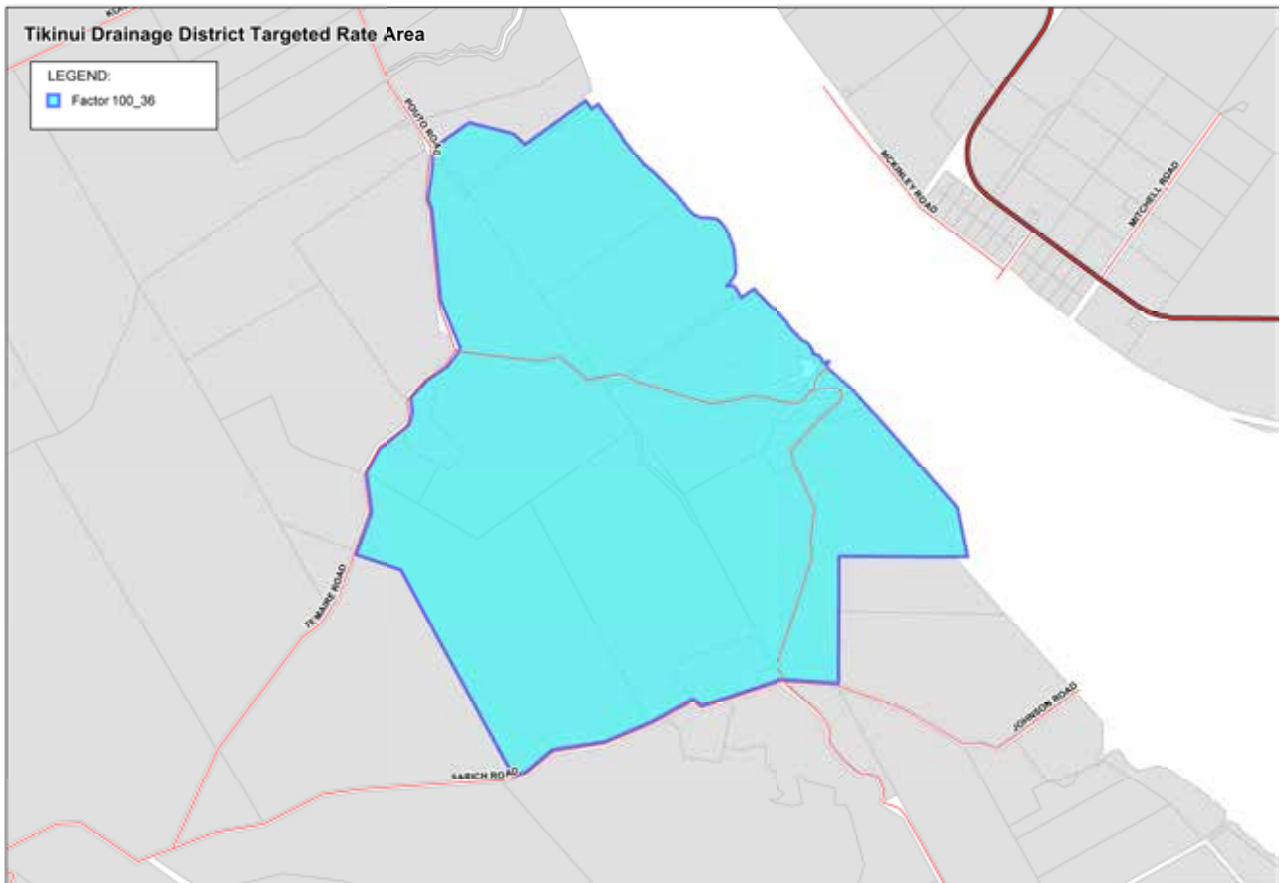 Tikinui Drainage District Targeted Rate Area
LEGEND:
Factor 100_36
POUTO ROAD
MCKINLEY ROAD
MITCHELL ROAD
TE MAIRE ROAD
JOHNSON ROAD
SARICH ROAD